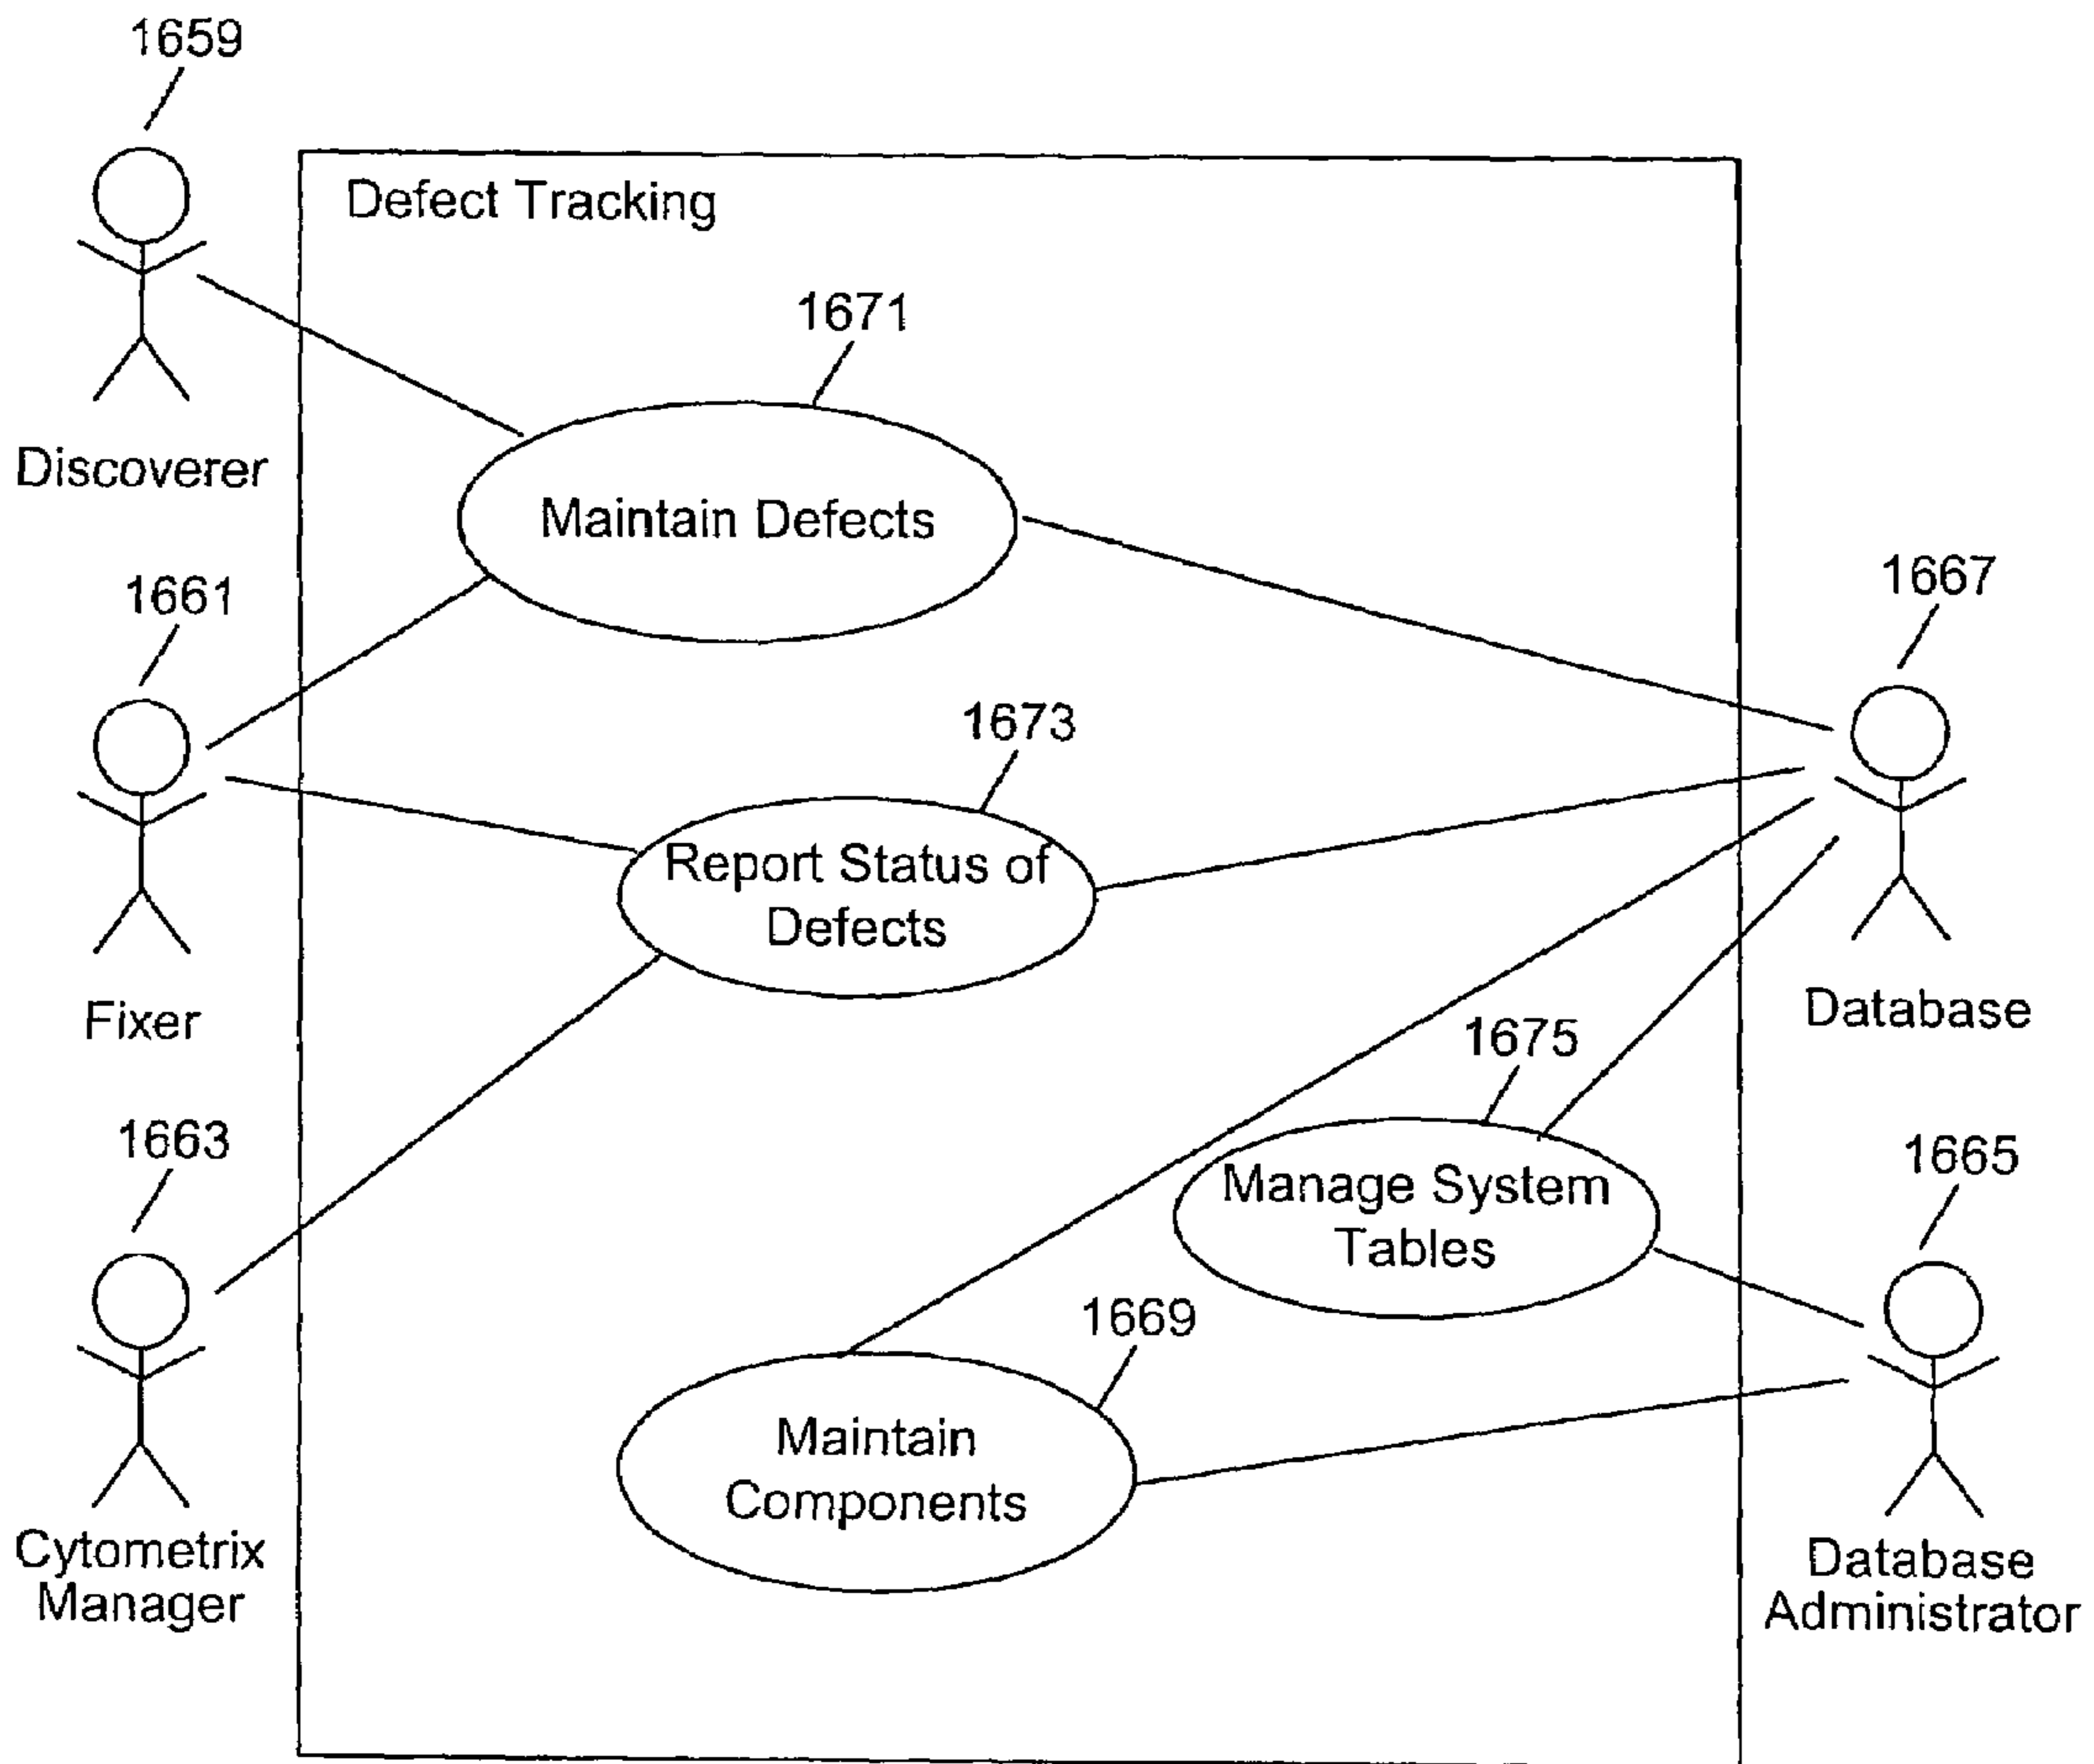 1659
Defect Tracking
1671
Discoverer
Maintain Defects
1661
1667
1673
Report Status of
Defects
Fixer
Database
1675
1663
1665
Manage System
Tables
1669
Maintain
Components
Cytometrix
Manager
Database
Administrator